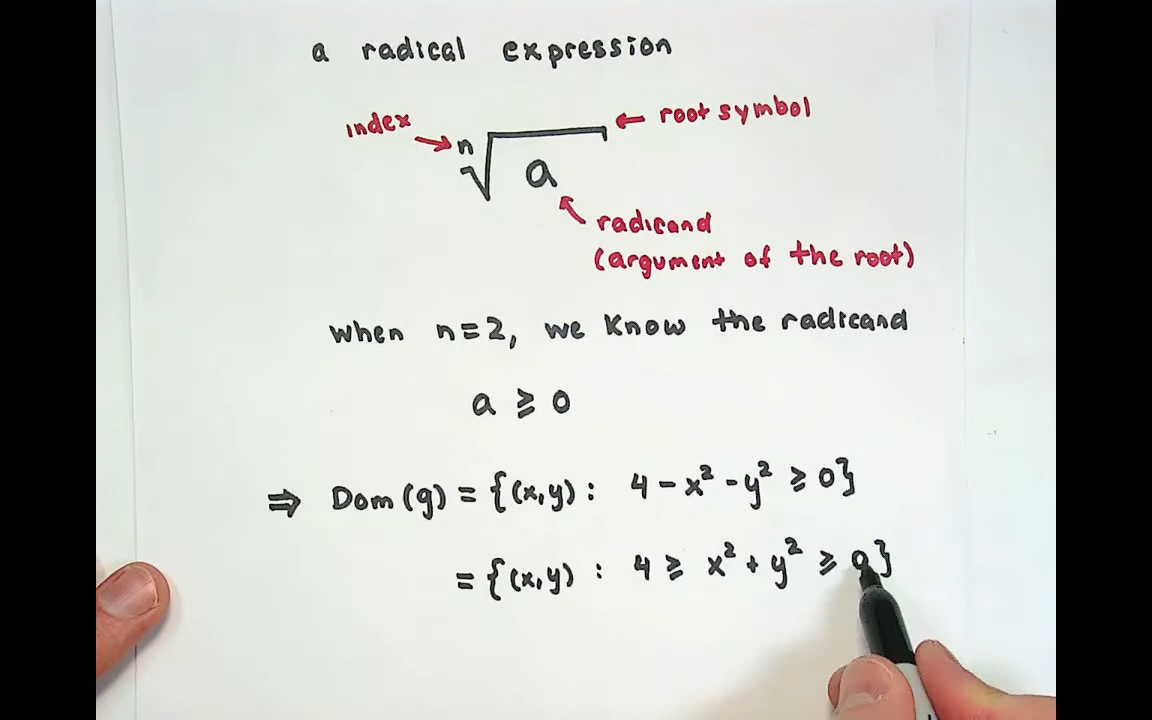 a radical expression
index → n√a ← root symbol
radicand
(argument of the root)
when n=2, we know the radicand
a ≥ 0
⇒ Dom(g) = {(x,y): 4-x²-y² ≥ 0}
= {(x,y) : 4 ≥ x² + y² ≥ 0}